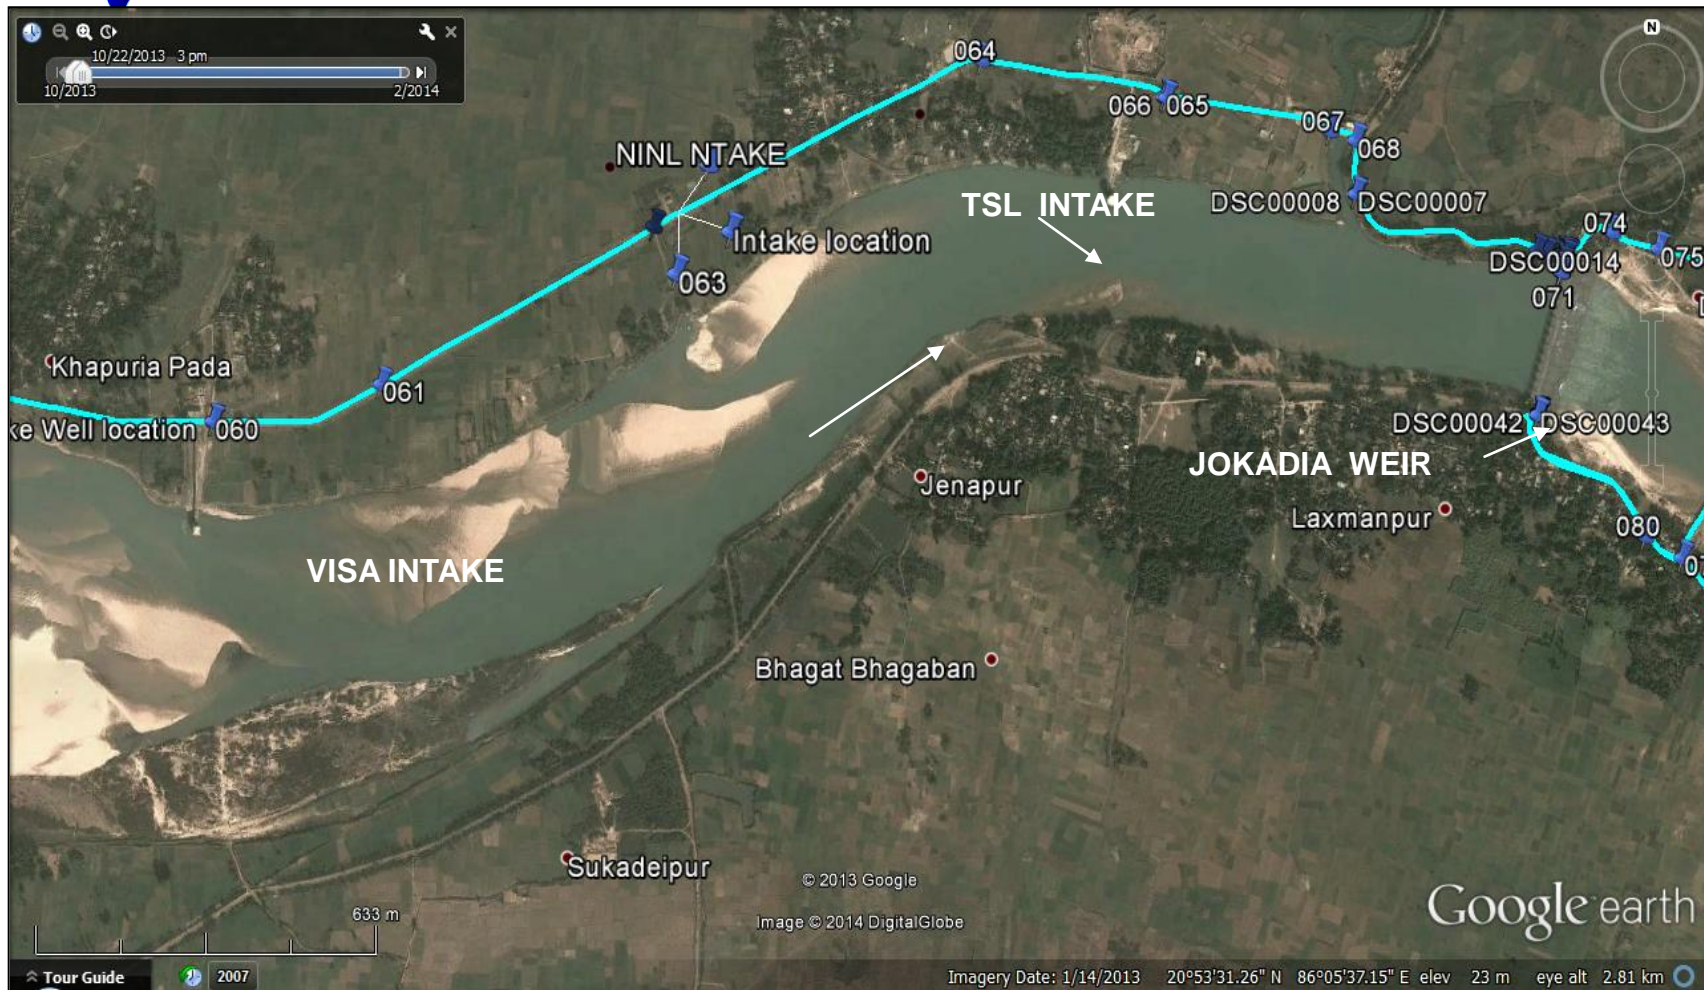 10/22/2013 3 pm
10/2013 2/2014
N
064
066 065
067
068
NINL NTAKE
TSL INTAKE
DSC00008 DSC00007
Intake location
074
075
DSC00014
063
071
Khapuria Pada
061
ke Well location 060
DSC00042 DSC00043
JOKADIA WEIR
Jenapur
Laxmanpur
080
07
VISA INTAKE
Bhagat Bhagaban
Sukadeipur
© 2013 Google
633 m
Image © 2014 DigitalGlobe
Google earth
Tour Guide 2007 Imagery Date: 1/14/2013 20°53'31.26" N 86°05'37.15" E elev 23 m eye alt 2.81 km